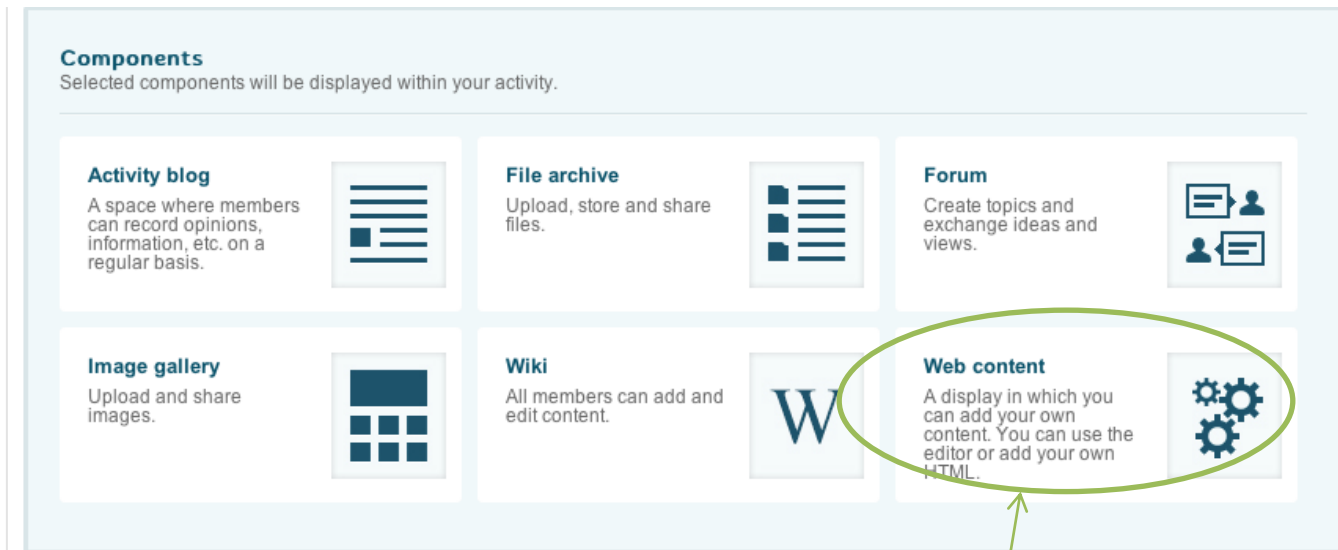 Components
Selected components will be displayed within your activity.
Activity blog
A space where members
can record opinions,
information, etc. on a
regular basis.
File archive
Upload, store and share
files.
Forum
Create topics and
exchange ideas and
views.
Image gallery
Upload and share
images.
Wiki
All members can add and
edit content.
W
Web content
A display in which you
can add your own
content. You can use the
editor or add your own
HTML.